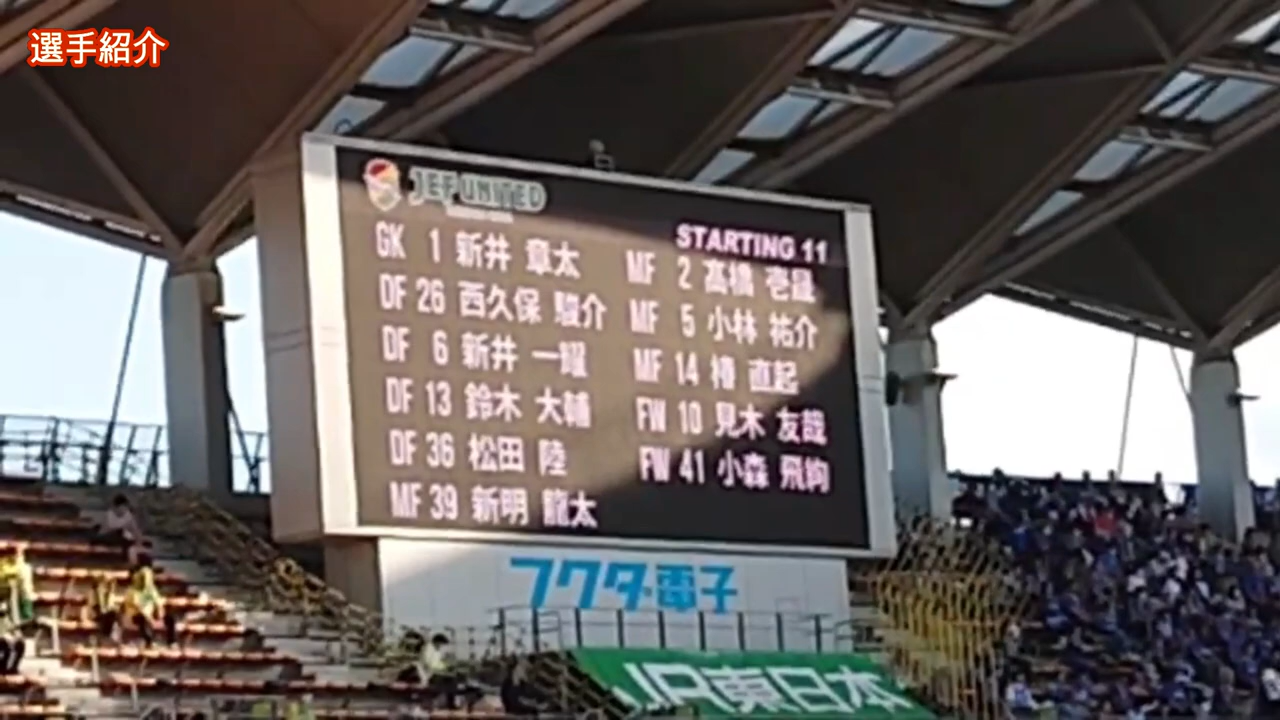 選手紹介
JEF UNITED
STARTING 11
GK 1 新井 章太
DF 26 西久保 駿介
DF 6 新井 一耀
DF 13 鈴木 大輔
DF 36 松田 陸
MF 39 新明 龍太
MF 2 髙橋 壱晟
MF 5 小林 祐介
MF 14 椿 直起
FW 10 見木 友哉
FW 41 小森 飛絢
フクダ電子
JR東日本